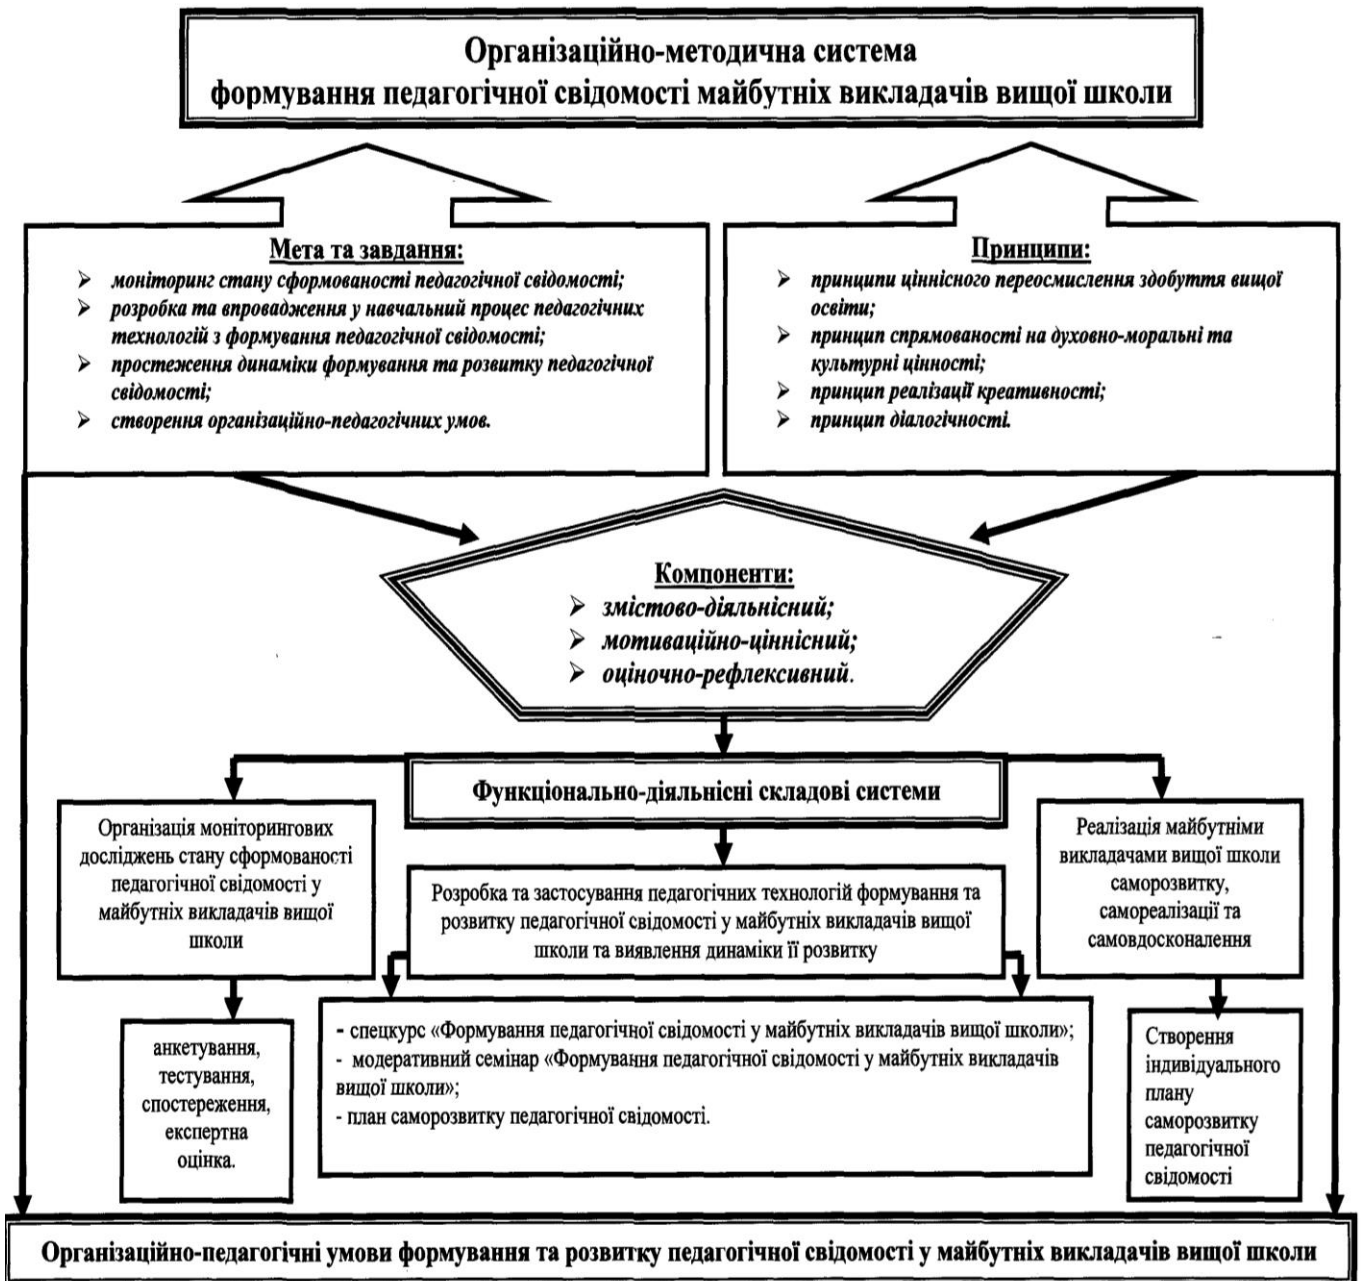 Організаційно-методична система
формування педагогічної свідомості майбутніх викладачів вищої школи
Мета та завдання:
➢ моніторинг стану сформованості педагогічної свідомості;
➢ розробка та впровадження у навчальний процес педагогічних
технологій з формування педагогічної свідомості;
➢ простеження динаміки формування та розвитку педагогічної
свідомості;
➢ створення організаційно-педагогічних умов.
Принципи:
➢ принципи ціннісного переосмислення здобуття вищої
освіти;
➢ принцип спрямованості на духовно-моральні та
культурні цінності;
➢ принцип реалізації креативності;
➢ принцип діалогічності.
Компоненти:
➢ змістово-діяльнісний;
➢ мотиваційно-ціннісний;
➢ оціночно-рефлексивний.
Функціонально-діяльнісні складові системи
Організація моніторингових
досліджень стану сформованості
педагогічної свідомості у
майбутніх викладачів вищої
школи
Розробка та застосування педагогічних технологій формування та
розвитку педагогічної свідомості у майбутніх викладачів вищої
школи та виявлення динаміки її розвитку
Реалізація майбутніми
викладачами вищої школи
саморозвитку,
самореалізації та
самовдосконалення
анкетування,
тестування,
спостереження,
експертна
оцінка.
- спецкурс «Формування педагогічної свідомості у майбутніх викладачів вищої школи»;
- модеративний семінар «Формування педагогічної свідомості у майбутніх викладачів
вищої школи»;
- план саморозвитку педагогічної свідомості.
Створення
індивідуального
плану
саморозвитку
педагогічної
свідомості
Організаційно-педагогічні умови формування та розвитку педагогічної свідомості у майбутніх викладачів вищої школи